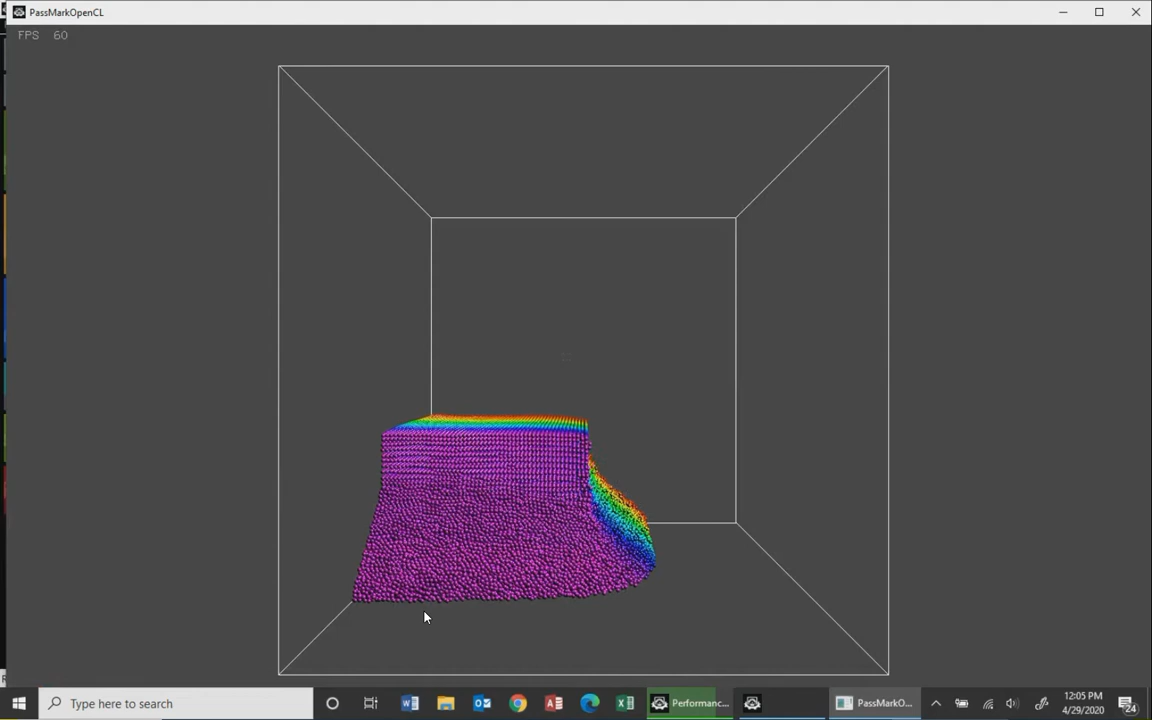 PassMarkOpenCL
FPS 60
Type here to search
Performanc...
PassMarkO...
12:05 PM
4/29/2020
24